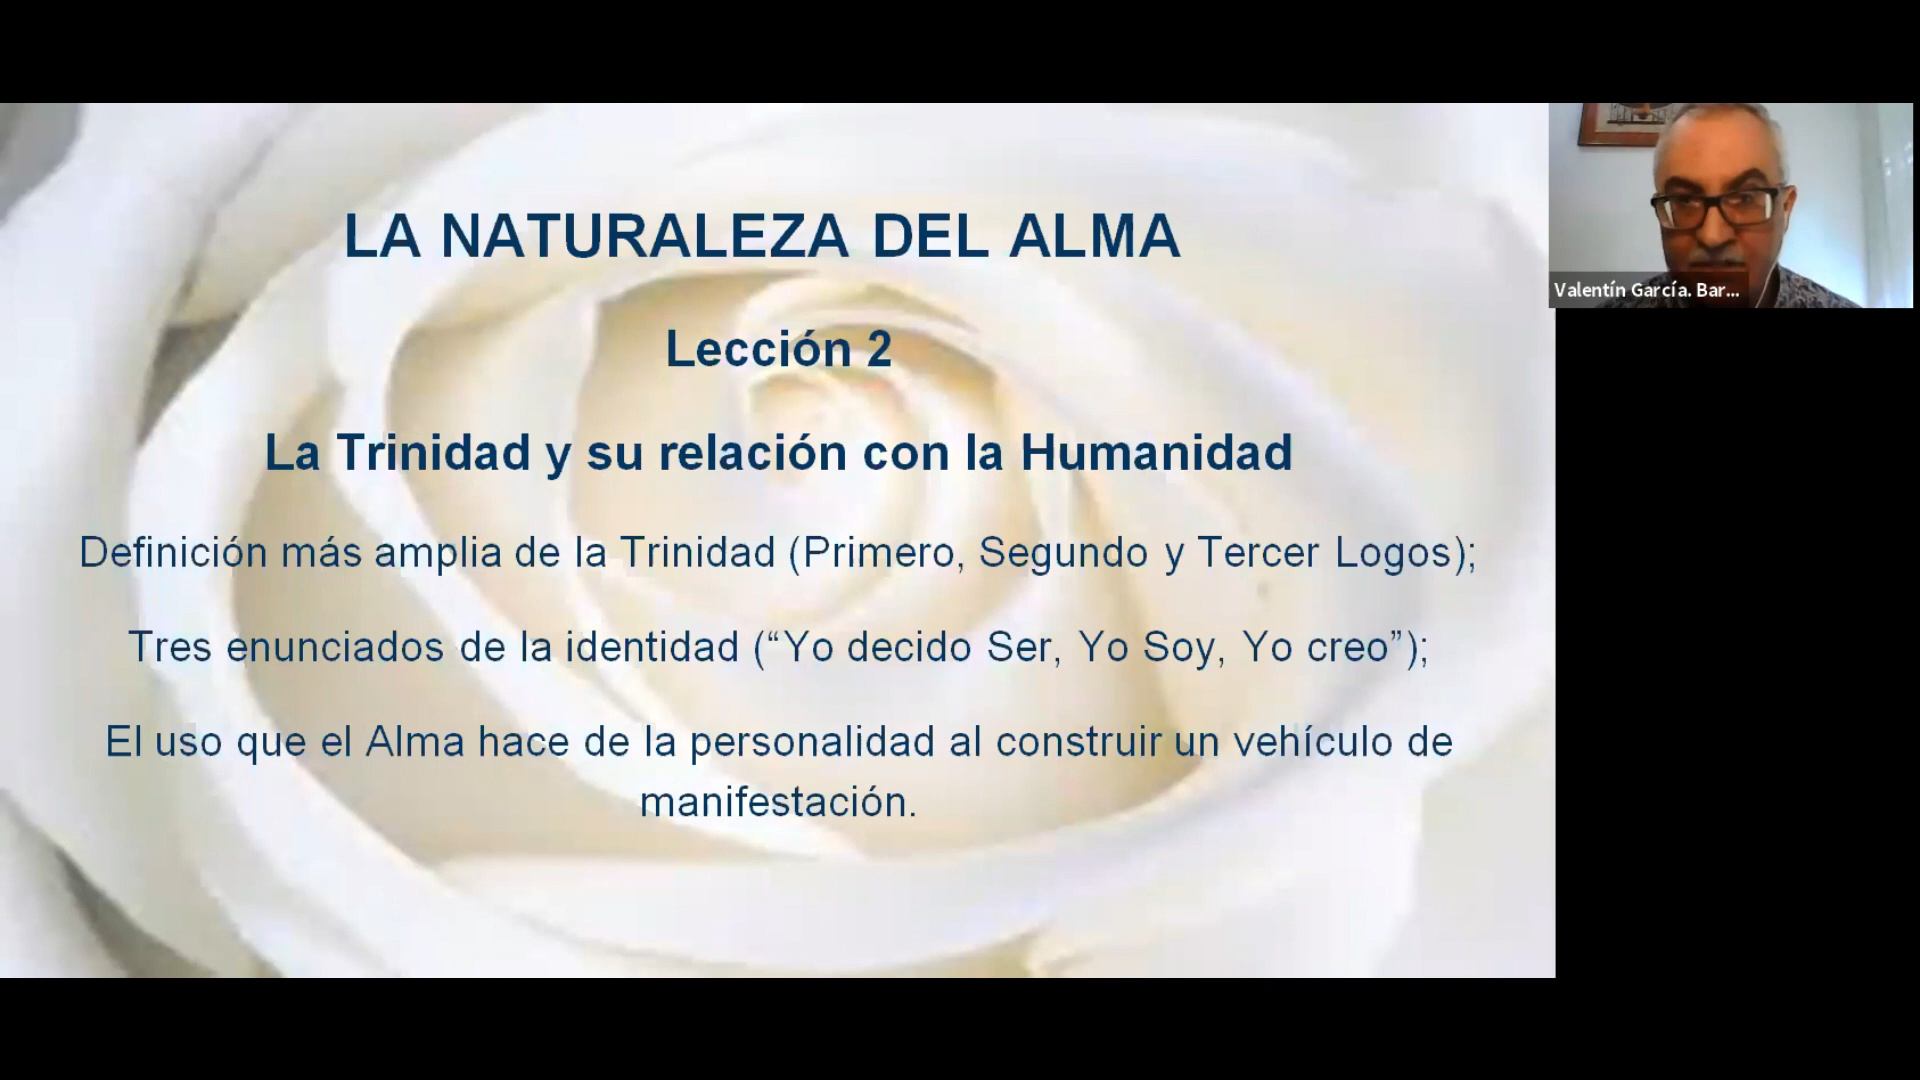 LA NATURALEZA DEL ALMA
Lección 2
La Trinidad y su relación con la Humanidad
Definición más amplia de la Trinidad (Primero, Segundo y Tercer Logos);
Tres enunciados de la identidad (“Yo decido Ser, Yo Soy, Yo creo”);
El uso que el Alma hace de la personalidad al construir un vehículo de
manifestación.
Valentín García. Bar...